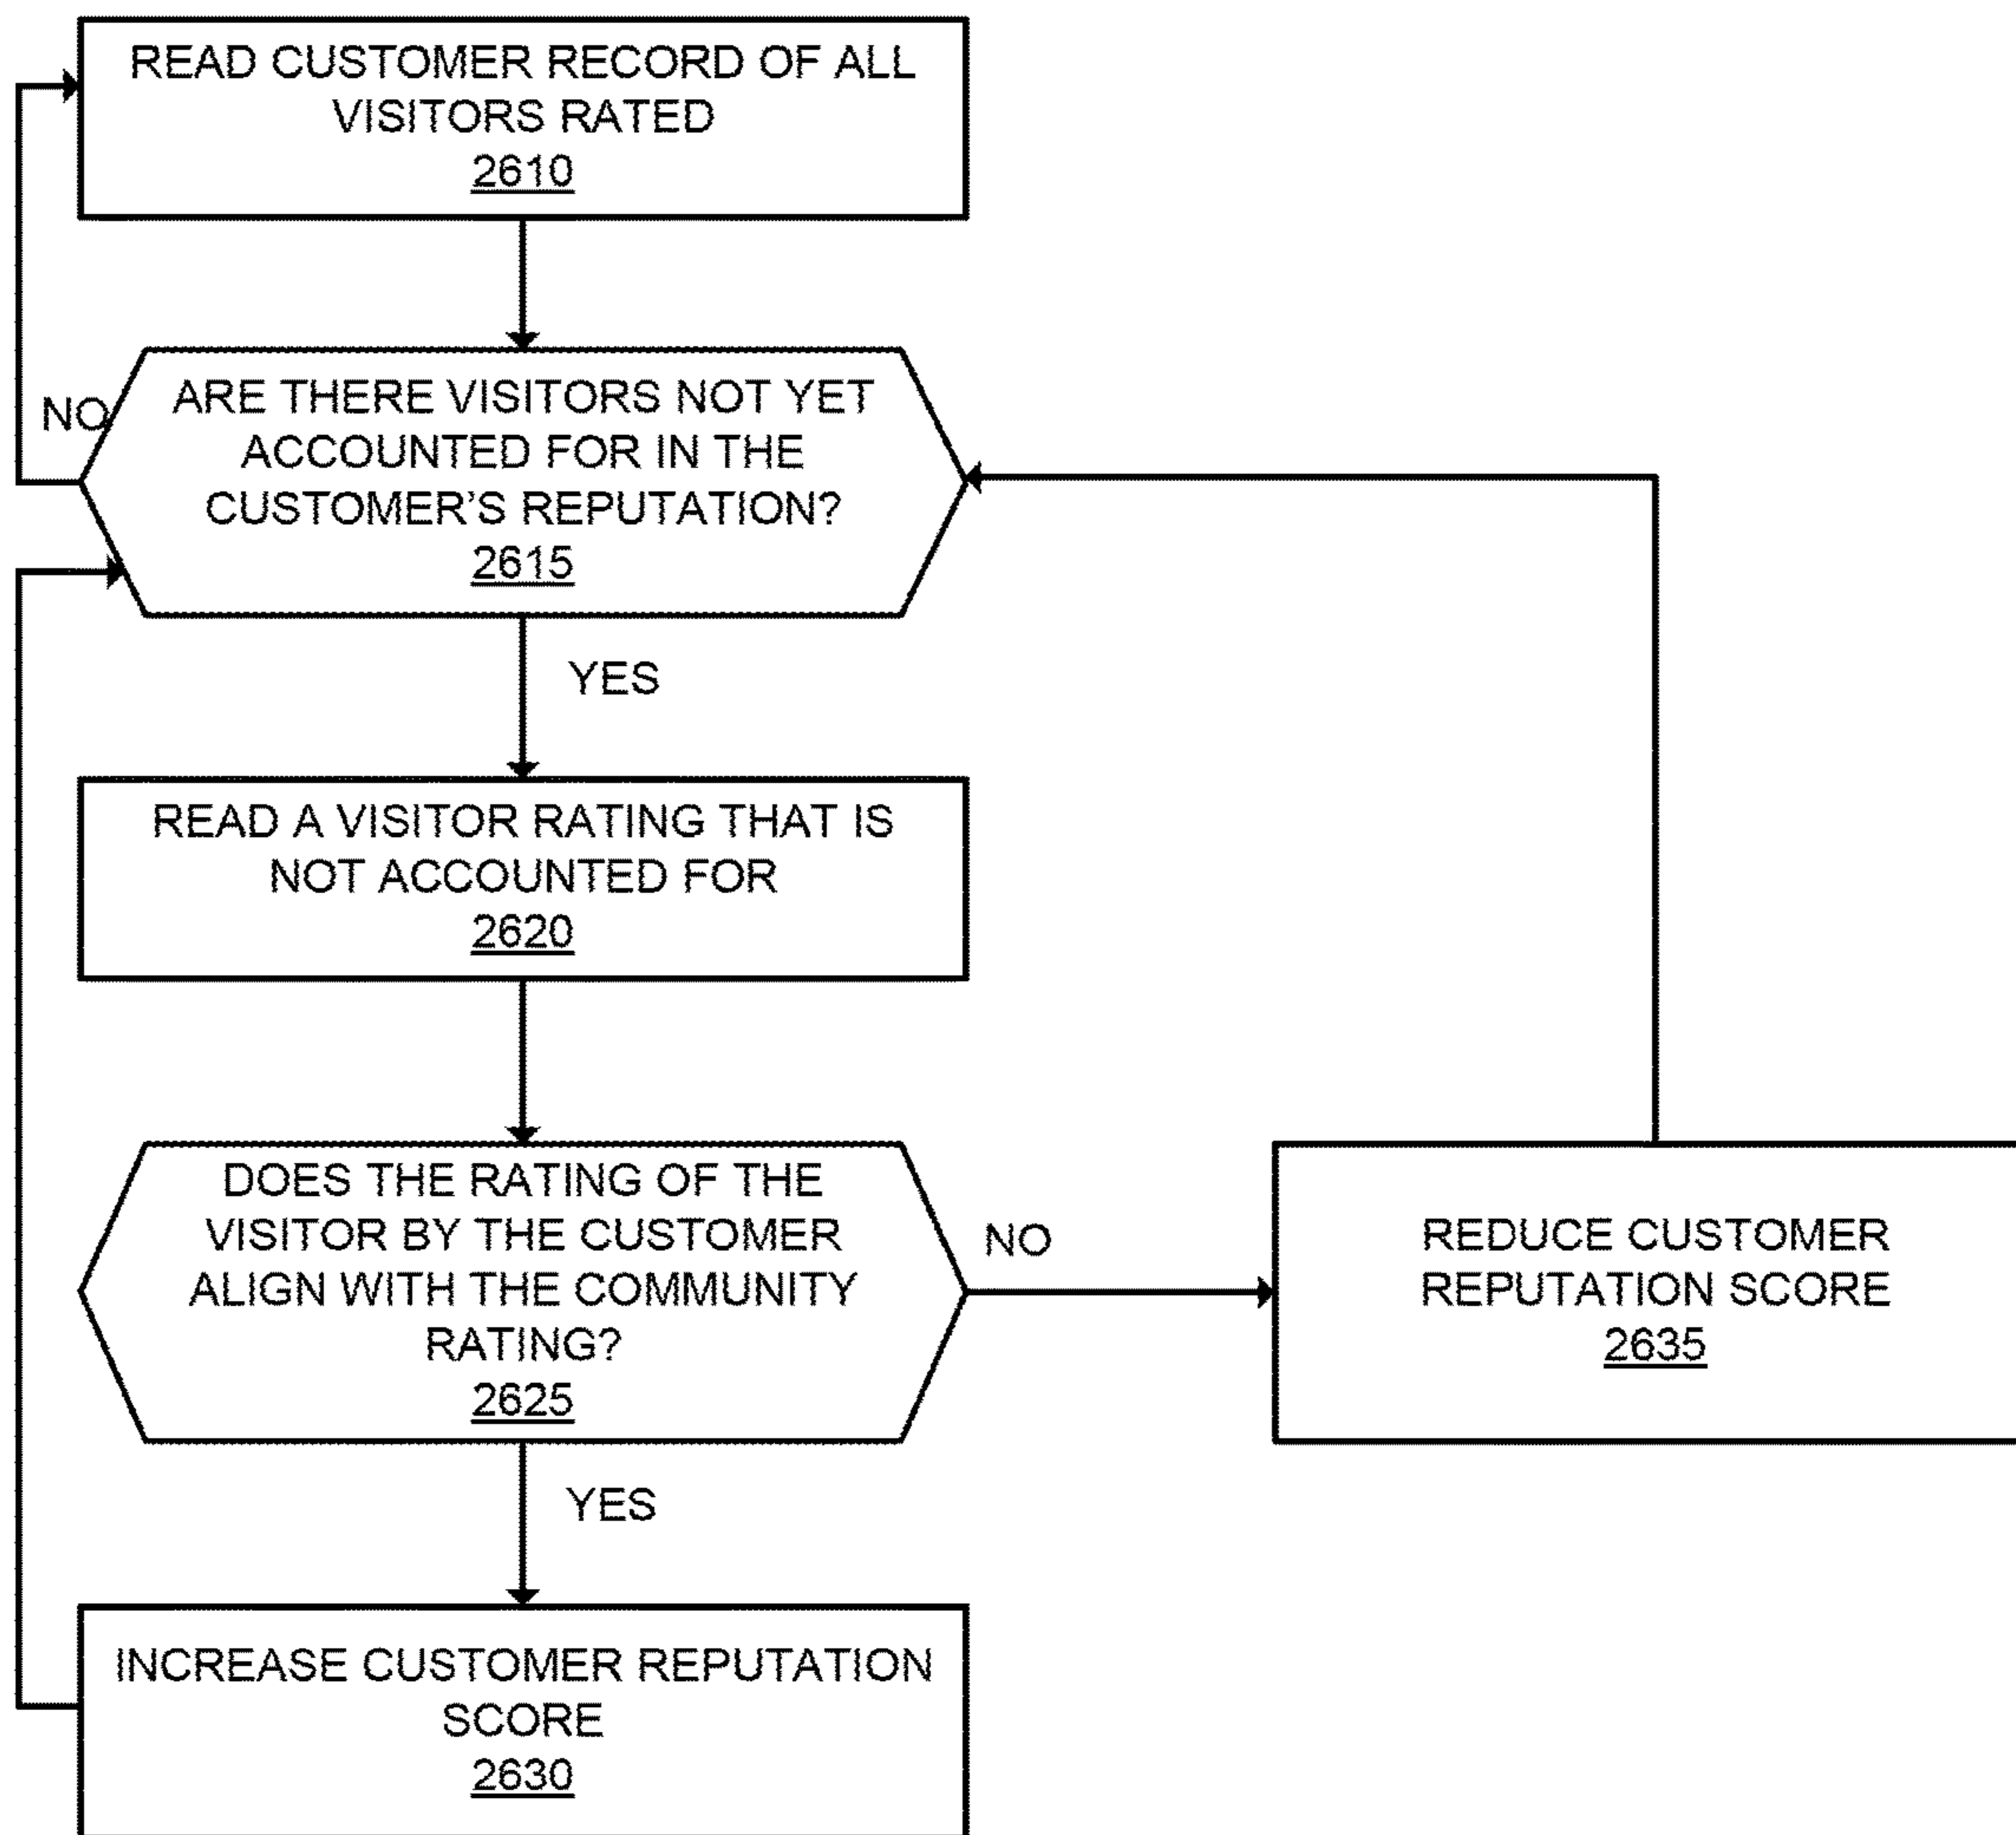 READ CUSTOMER RECORD OF ALL
VISITORS RATED
2610
NO
ARE THERE VISITORS NOT YET
ACCOUNTED FOR IN THE
CUSTOMER'S REPUTATION?
2615
YES
READ A VISITOR RATING THAT IS
NOT ACCOUNTED FOR
2620
DOES THE RATING OF THE
VISITOR BY THE CUSTOMER
ALIGN WITH THE COMMUNITY
RATING?
2625
NO
REDUCE CUSTOMER
REPUTATION SCORE
2635
YES
INCREASE CUSTOMER REPUTATION
SCORE
2630